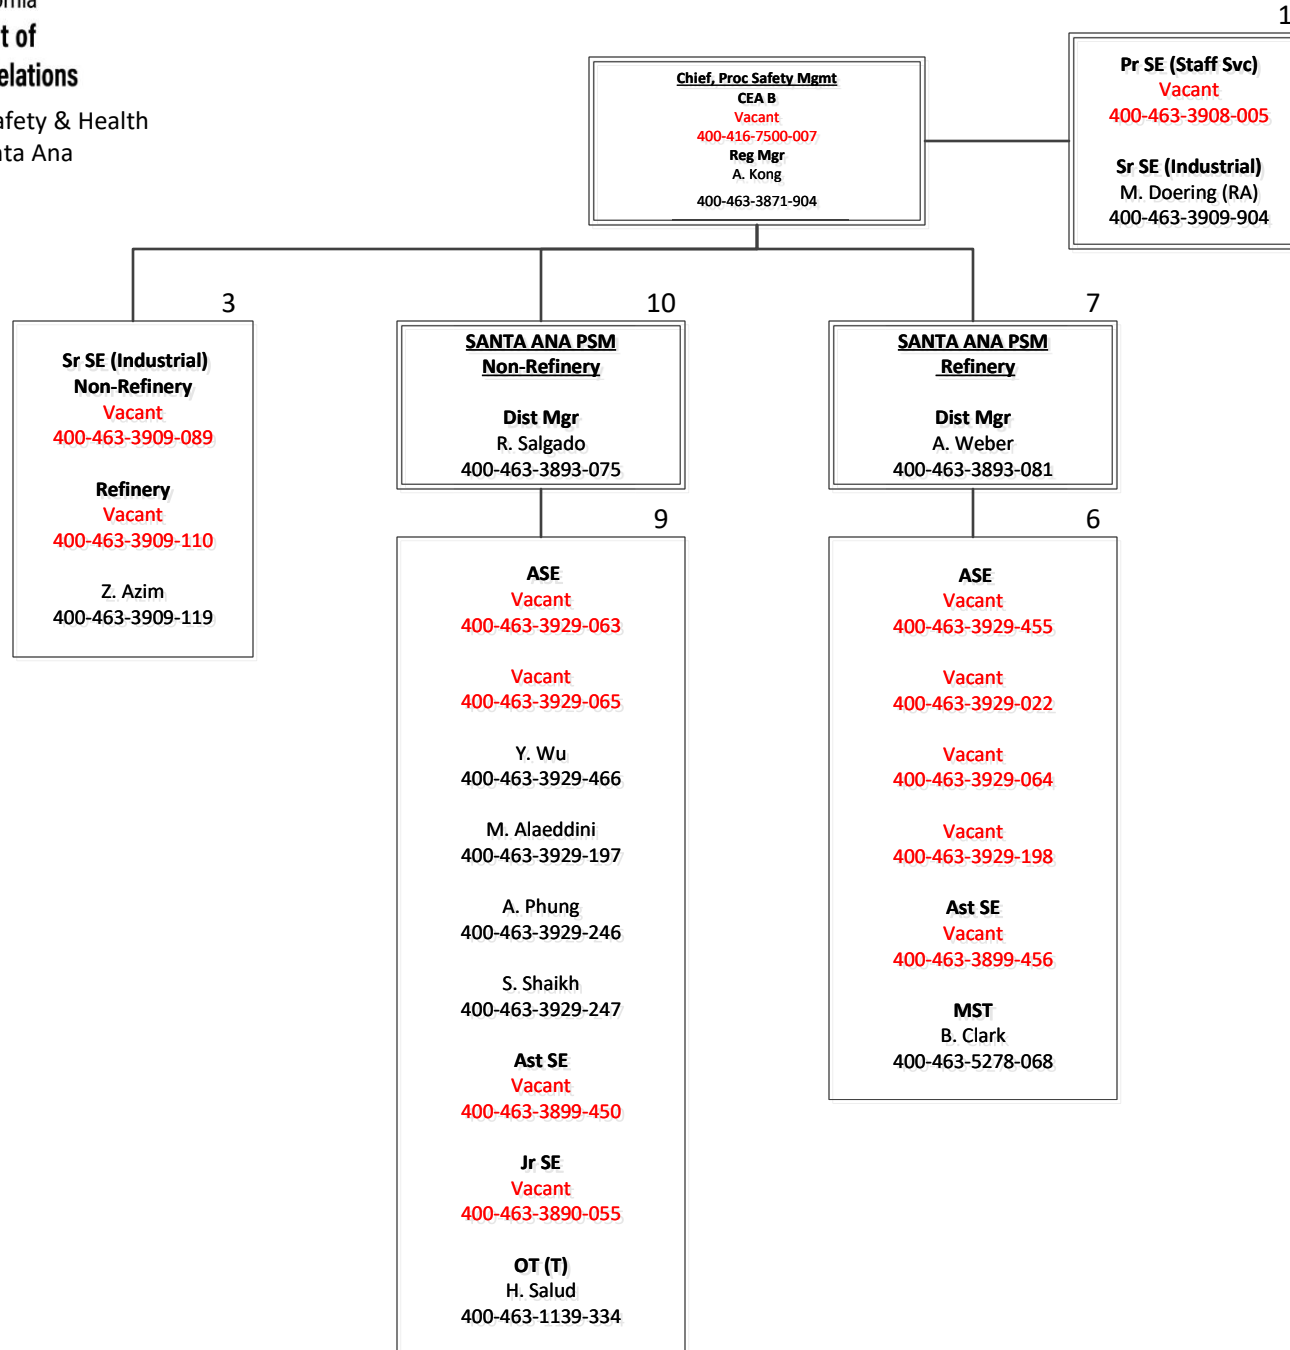 t of
elations
afety & Health
nta Ana
1
Chief, Proc Safety Mgmt
CEA B
Vacant
400-416-7500-007
Reg Mgr
A. Kong
400-463-3871-904
Pr SE (Staff Svc)
Vacant
400-463-3908-005
Sr SE (Industrial)
M. Doering (RA)
400-463-3909-904
3
Sr SE (Industrial)
Non-Refinery
Vacant
400-463-3909-089
Refinery
Vacant
400-463-3909-110
Z. Azim
400-463-3909-119
10
SANTA ANA PSM
Non-Refinery
Dist Mgr
R. Salgado
400-463-3893-075
9
ASE
Vacant
400-463-3929-063
Vacant
400-463-3929-065
Y. Wu
400-463-3929-466
M. Alaeddini
400-463-3929-197
A. Phung
400-463-3929-246
S. Shaikh
400-463-3929-247
Ast SE
Vacant
400-463-3899-450
Jr SE
Vacant
400-463-3890-055
OT (T)
H. Salud
400-463-1139-334
7
SANTA ANA PSM
Refinery
Dist Mgr
A. Weber
400-463-3893-081
6
ASE
Vacant
400-463-3929-455
Vacant
400-463-3929-022
Vacant
400-463-3929-064
Vacant
400-463-3929-198
Ast SE
Vacant
400-463-3899-456
MST
B. Clark
400-463-5278-068